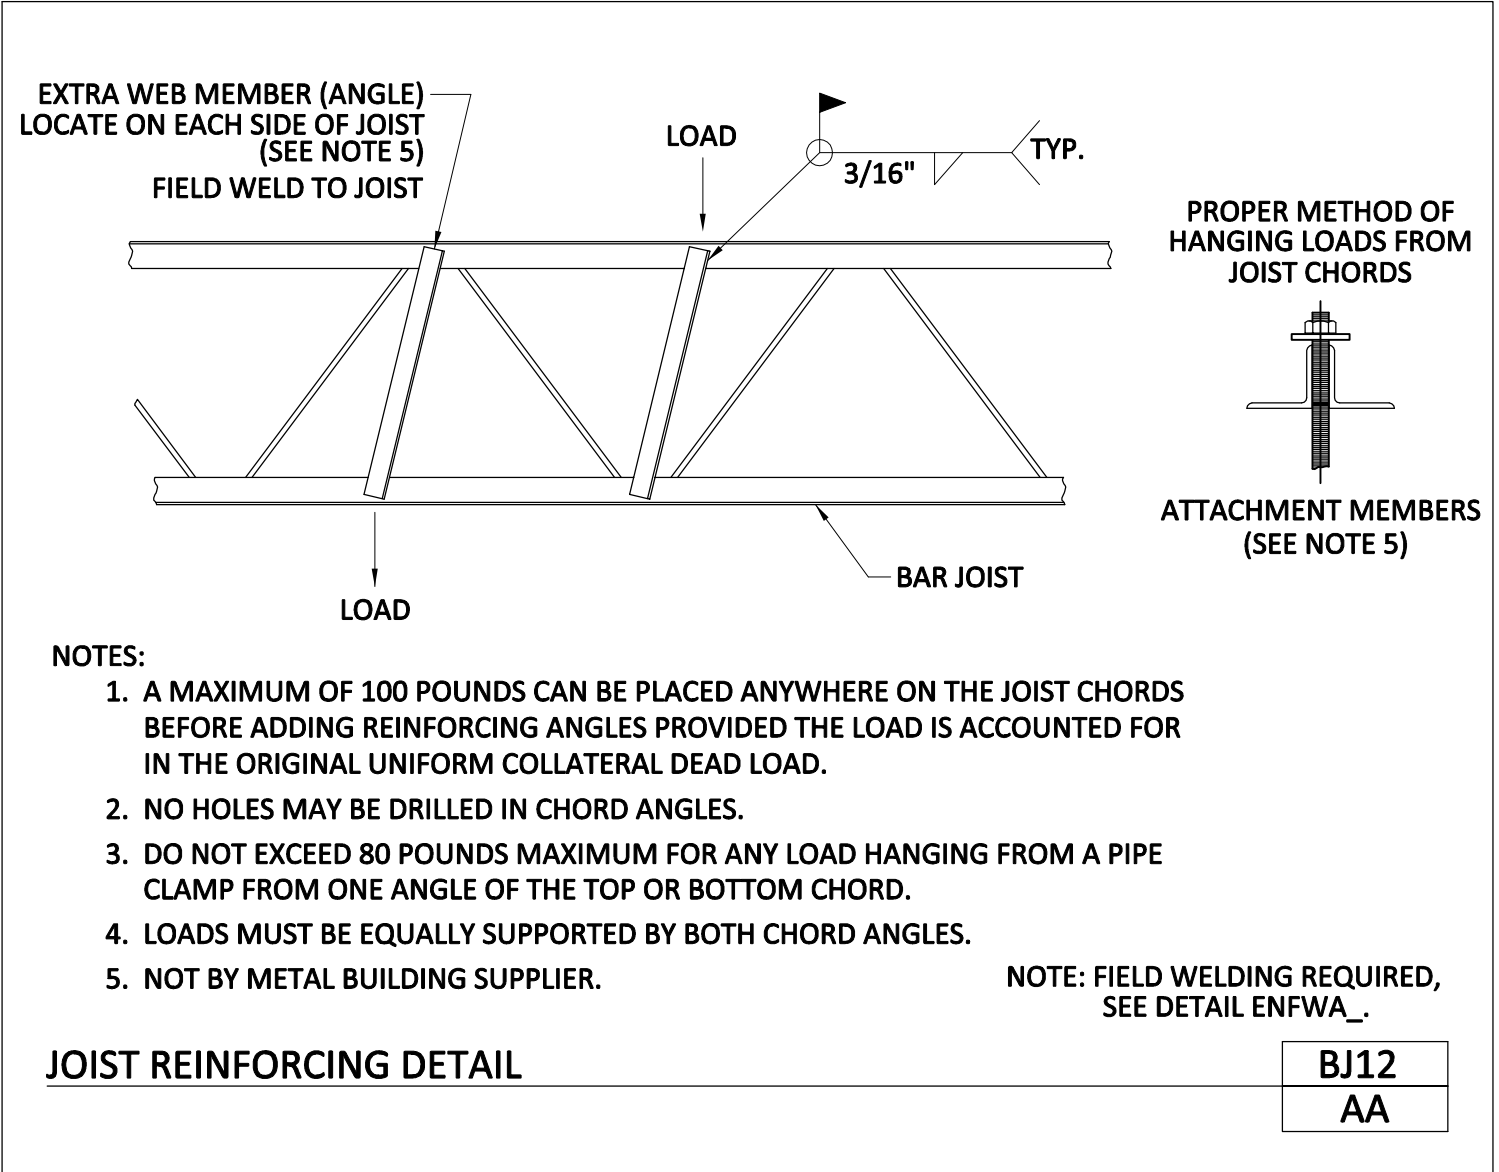 EXTRA WEB MEMBER (ANGLE)
LOCATE ON EACH SIDE OF JOIST
(SEE NOTE 5)
FIELD WELD TO JOIST
LOAD
3/16"
TYP.
PROPER METHOD OF
HANGING LOADS FROM
JOIST CHORDS
ATTACHMENT MEMBERS
(SEE NOTE 5)
BAR JOIST
LOAD
NOTES:
1. A MAXIMUM OF 100 POUNDS CAN BE PLACED ANYWHERE ON THE JOIST CHORDS
BEFORE ADDING REINFORCING ANGLES PROVIDED THE LOAD IS ACCOUNTED FOR
IN THE ORIGINAL UNIFORM COLLATERAL DEAD LOAD.
2. NO HOLES MAY BE DRILLED IN CHORD ANGLES.
3. DO NOT EXCEED 80 POUNDS MAXIMUM FOR ANY LOAD HANGING FROM A PIPE
CLAMP FROM ONE ANGLE OF THE TOP OR BOTTOM CHORD.
4. LOADS MUST BE EQUALLY SUPPORTED BY BOTH CHORD ANGLES.
5. NOT BY METAL BUILDING SUPPLIER.
NOTE: FIELD WELDING REQUIRED,
SEE DETAIL ENFWA_.
JOIST REINFORCING DETAIL
BJ12
AA